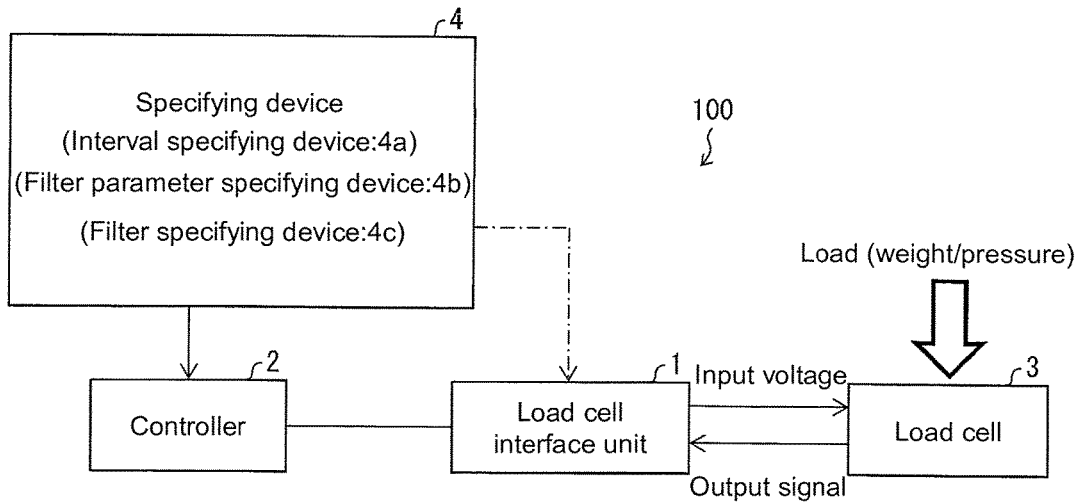 4
Specifying device
(Interval specifying device:4a)
(Filter parameter specifying device:4b)
(Filter specifying device:4c)
100
Load (weight/pressure)
2
Controller
1
Load cell
interface unit
Input voltage
Output signal
3
Load cell